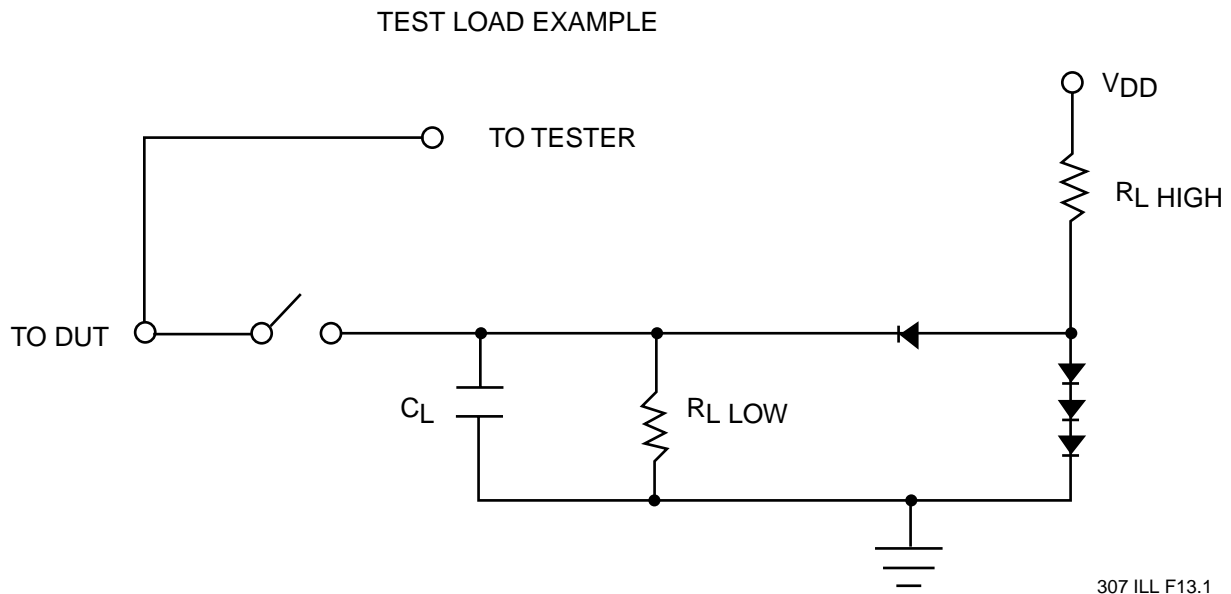 TEST LOAD EXAMPLE
VDD
TO TESTER
RL HIGH
TO DUT
CL
RL LOW
307 ILL F13.1